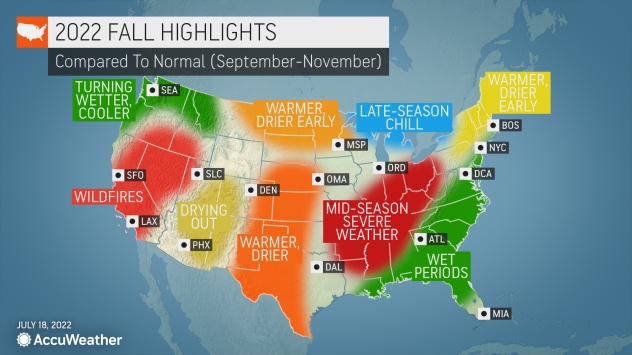 2022 FALL HIGHLIGHTS
Compared To Normal (September-November)
TURNING
WETTER,
COOLER
SEA
WARMER,
DRIER EARLY
LATE-SEASON
CHILL
WARMER,
DRIER
EARLY
BOS
MSP
NYC
SFO
SLC
ORD
DCA
WILDFIRES
DEN
OMA
LAX
DRYING
OUT
MID-SEASON
SEVERE
WEATHER
PHX
WARMER,
DRIER
ATL
DAL
WET
PERIODS
MIA
JULY 18, 2022
AccuWeather